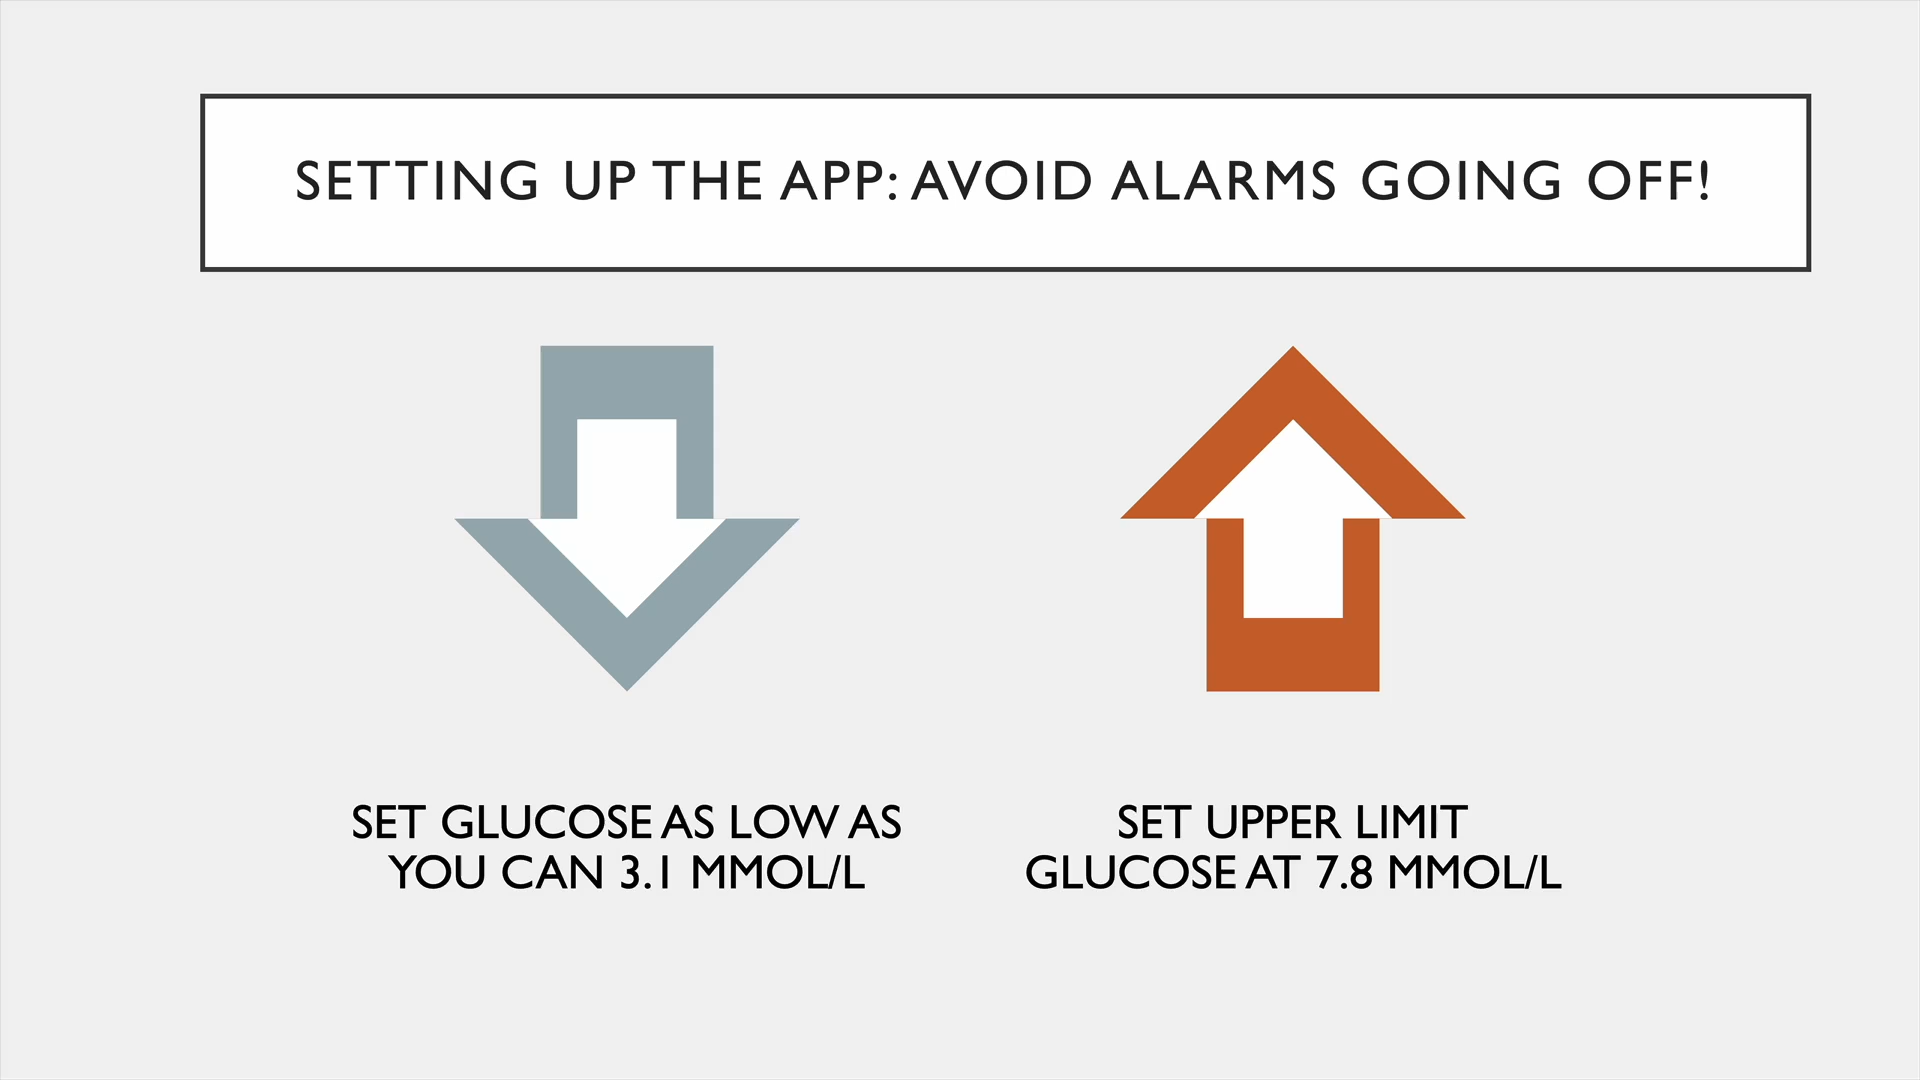 SETTING UP THE APP: AVOID ALARMS GOING OFF!
SET GLUCOSE AS LOW AS
YOU CAN 3.1 MMOL/L
SET UPPER LIMIT
GLUCOSE AT 7.8 MMOL/L